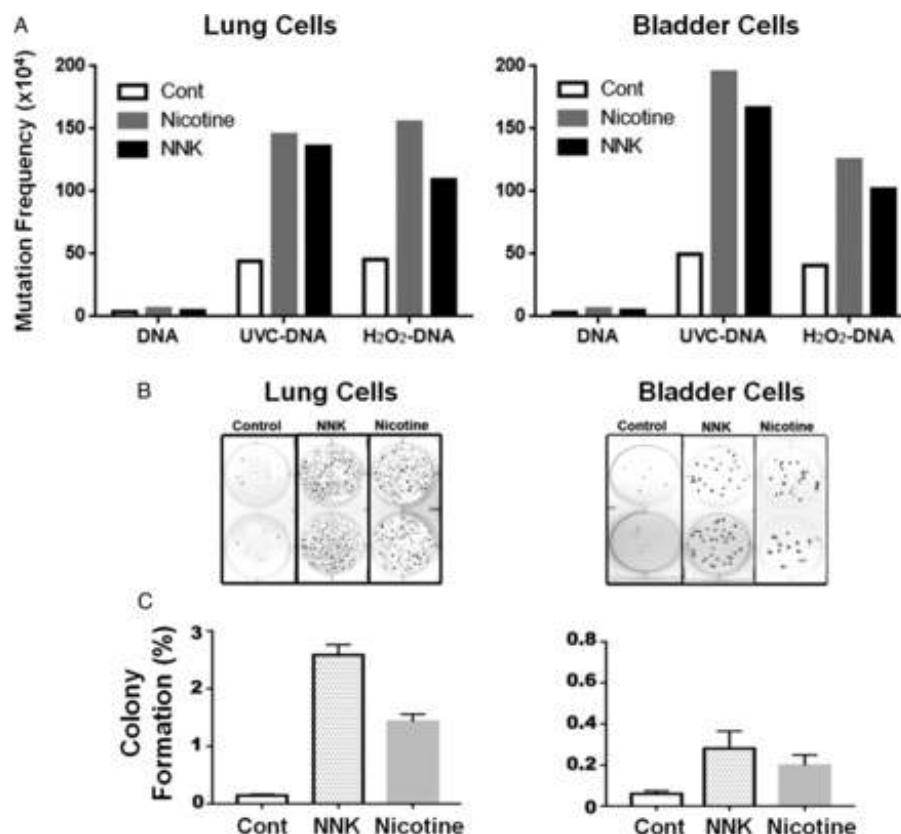 A
Lung Cells
Bladder Cells
Mutation Frequency (x10⁴)
200
150
100
50
0
Cont
Nicotine
NNK
DNA
UVC-DNA
H₂O₂-DNA
200
150
100
50
0
Cont
Nicotine
NNK
DNA
UVC-DNA
H₂O₂-DNA
B
Lung Cells
Bladder Cells
Control
NNK
Nicotine
Control
NNK
Nicotine
C
Colony
Formation (%)
3
2
1
0
Cont
NNK
Nicotine
0.8
0.6
0.4
0.2
0
Cont
NNK
Nicotine